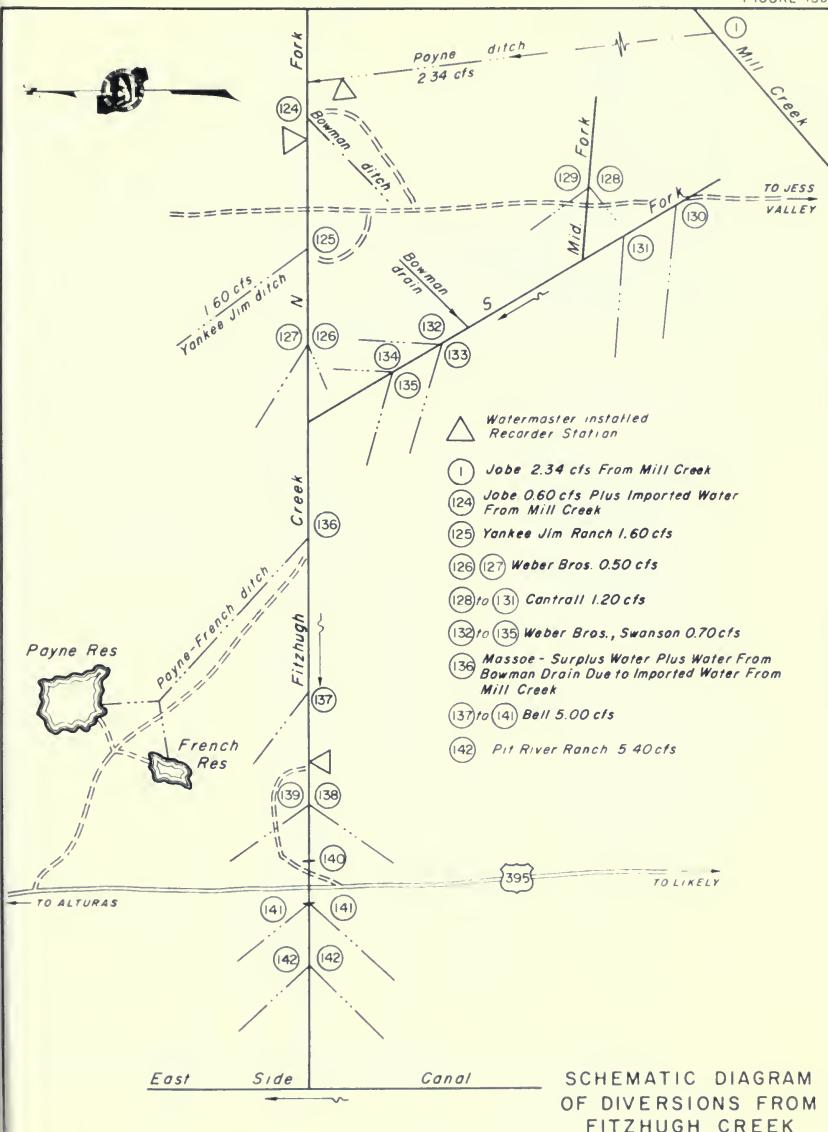 Fork
Payne ditch
2.34 cfs
1
Mill Creek
124
Bowman ditch
Mid. Fork
129
128
S Fork
130
TO JESS
VALLEY
125
131
1.60 cfs
Yankee Jim ditch
Bowman
drain
N
127
126
132
133
134
135
Watermaster installed
Recorder Station
1 Jobe 2.34 cfs From Mill Creek
124 Jobe 0.60 cfs Plus Imported Water
From Mill Creek
125 Yankee Jim Ranch 1.60 cfs
126 127 Weber Bros. 0.50 cfs
128 to 131 Cantrall 1.20 cfs
132 to 135 Weber Bros., Swanson 0.70 cfs
136 Massae - Surplus Water Plus Water From
Bowman Drain Due to Imported Water From
Mill Creek
137 to 141 Bell 5.00 cfs
142 Pit River Ranch 5 40 cfs
Creek
136
Payne-French ditch
Payne Res
French
Res
Fitzhugh
137
139
138
140
395
TO LIKELY
TO ALTURAS
141
141
142
142
East Side Canal
SCHEMATIC DIAGRAM
OF DIVERSIONS FROM
FITZHUGH CREEK